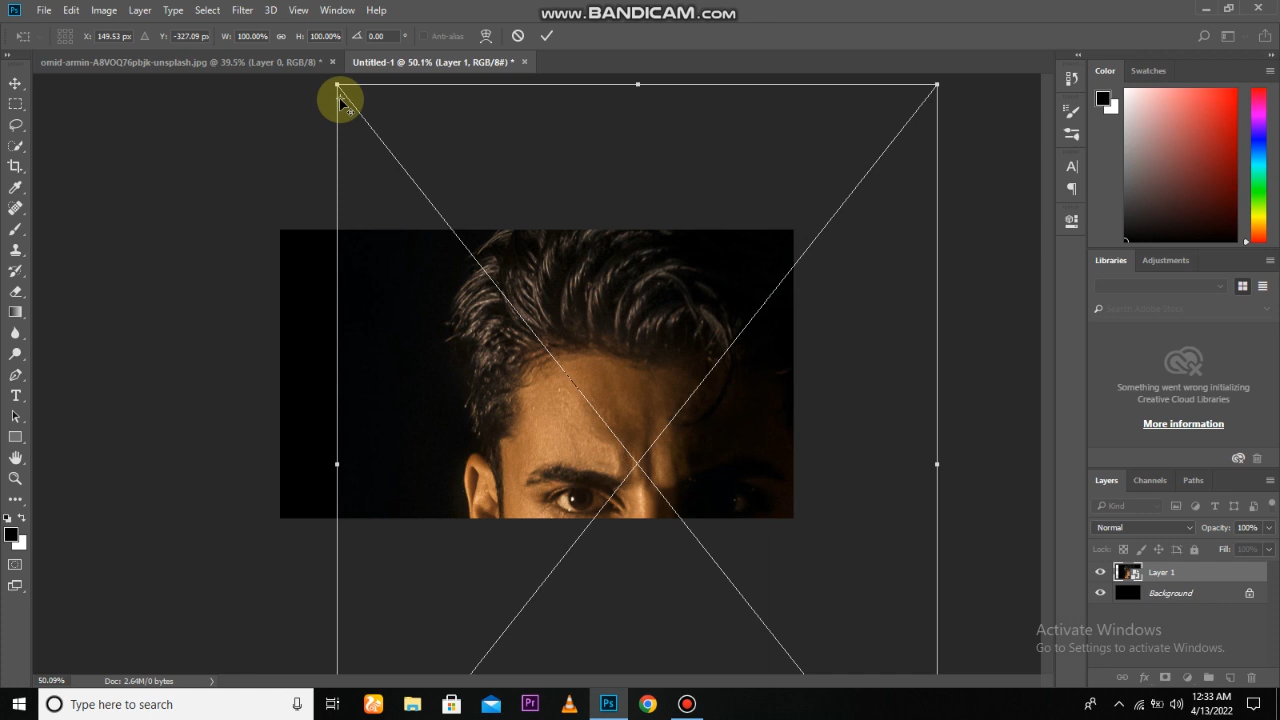 www.BANDICAM.com
Ps File Edit Image Layer Type Select Filter 3D View Window Help
X: 149.53 px Y: -327.09 px W: 100.00% H: 100.00% 0.00 ° Anti-alias
omid-armin-A8VOQ76pbjk-unsplash.jpg @ 39.5% (Layer 0, RGB/8) * × Untitled-1 @ 50.1% (Layer 1, RGB/8#) * ×
Color Swatches
Libraries Adjustments
Search Adobe Stock
Something went wrong initializing
Creative Cloud Libraries
More information
Layers Channels Paths
Kind
Normal Opacity: 100%
Lock: Fill: 100%
Layer 1
Background
Activate Windows
Go to Settings to activate Windows.
50.09% Doc: 2.64M/0 bytes
Type here to search Pr Ps 12:33 AM
4/13/2022